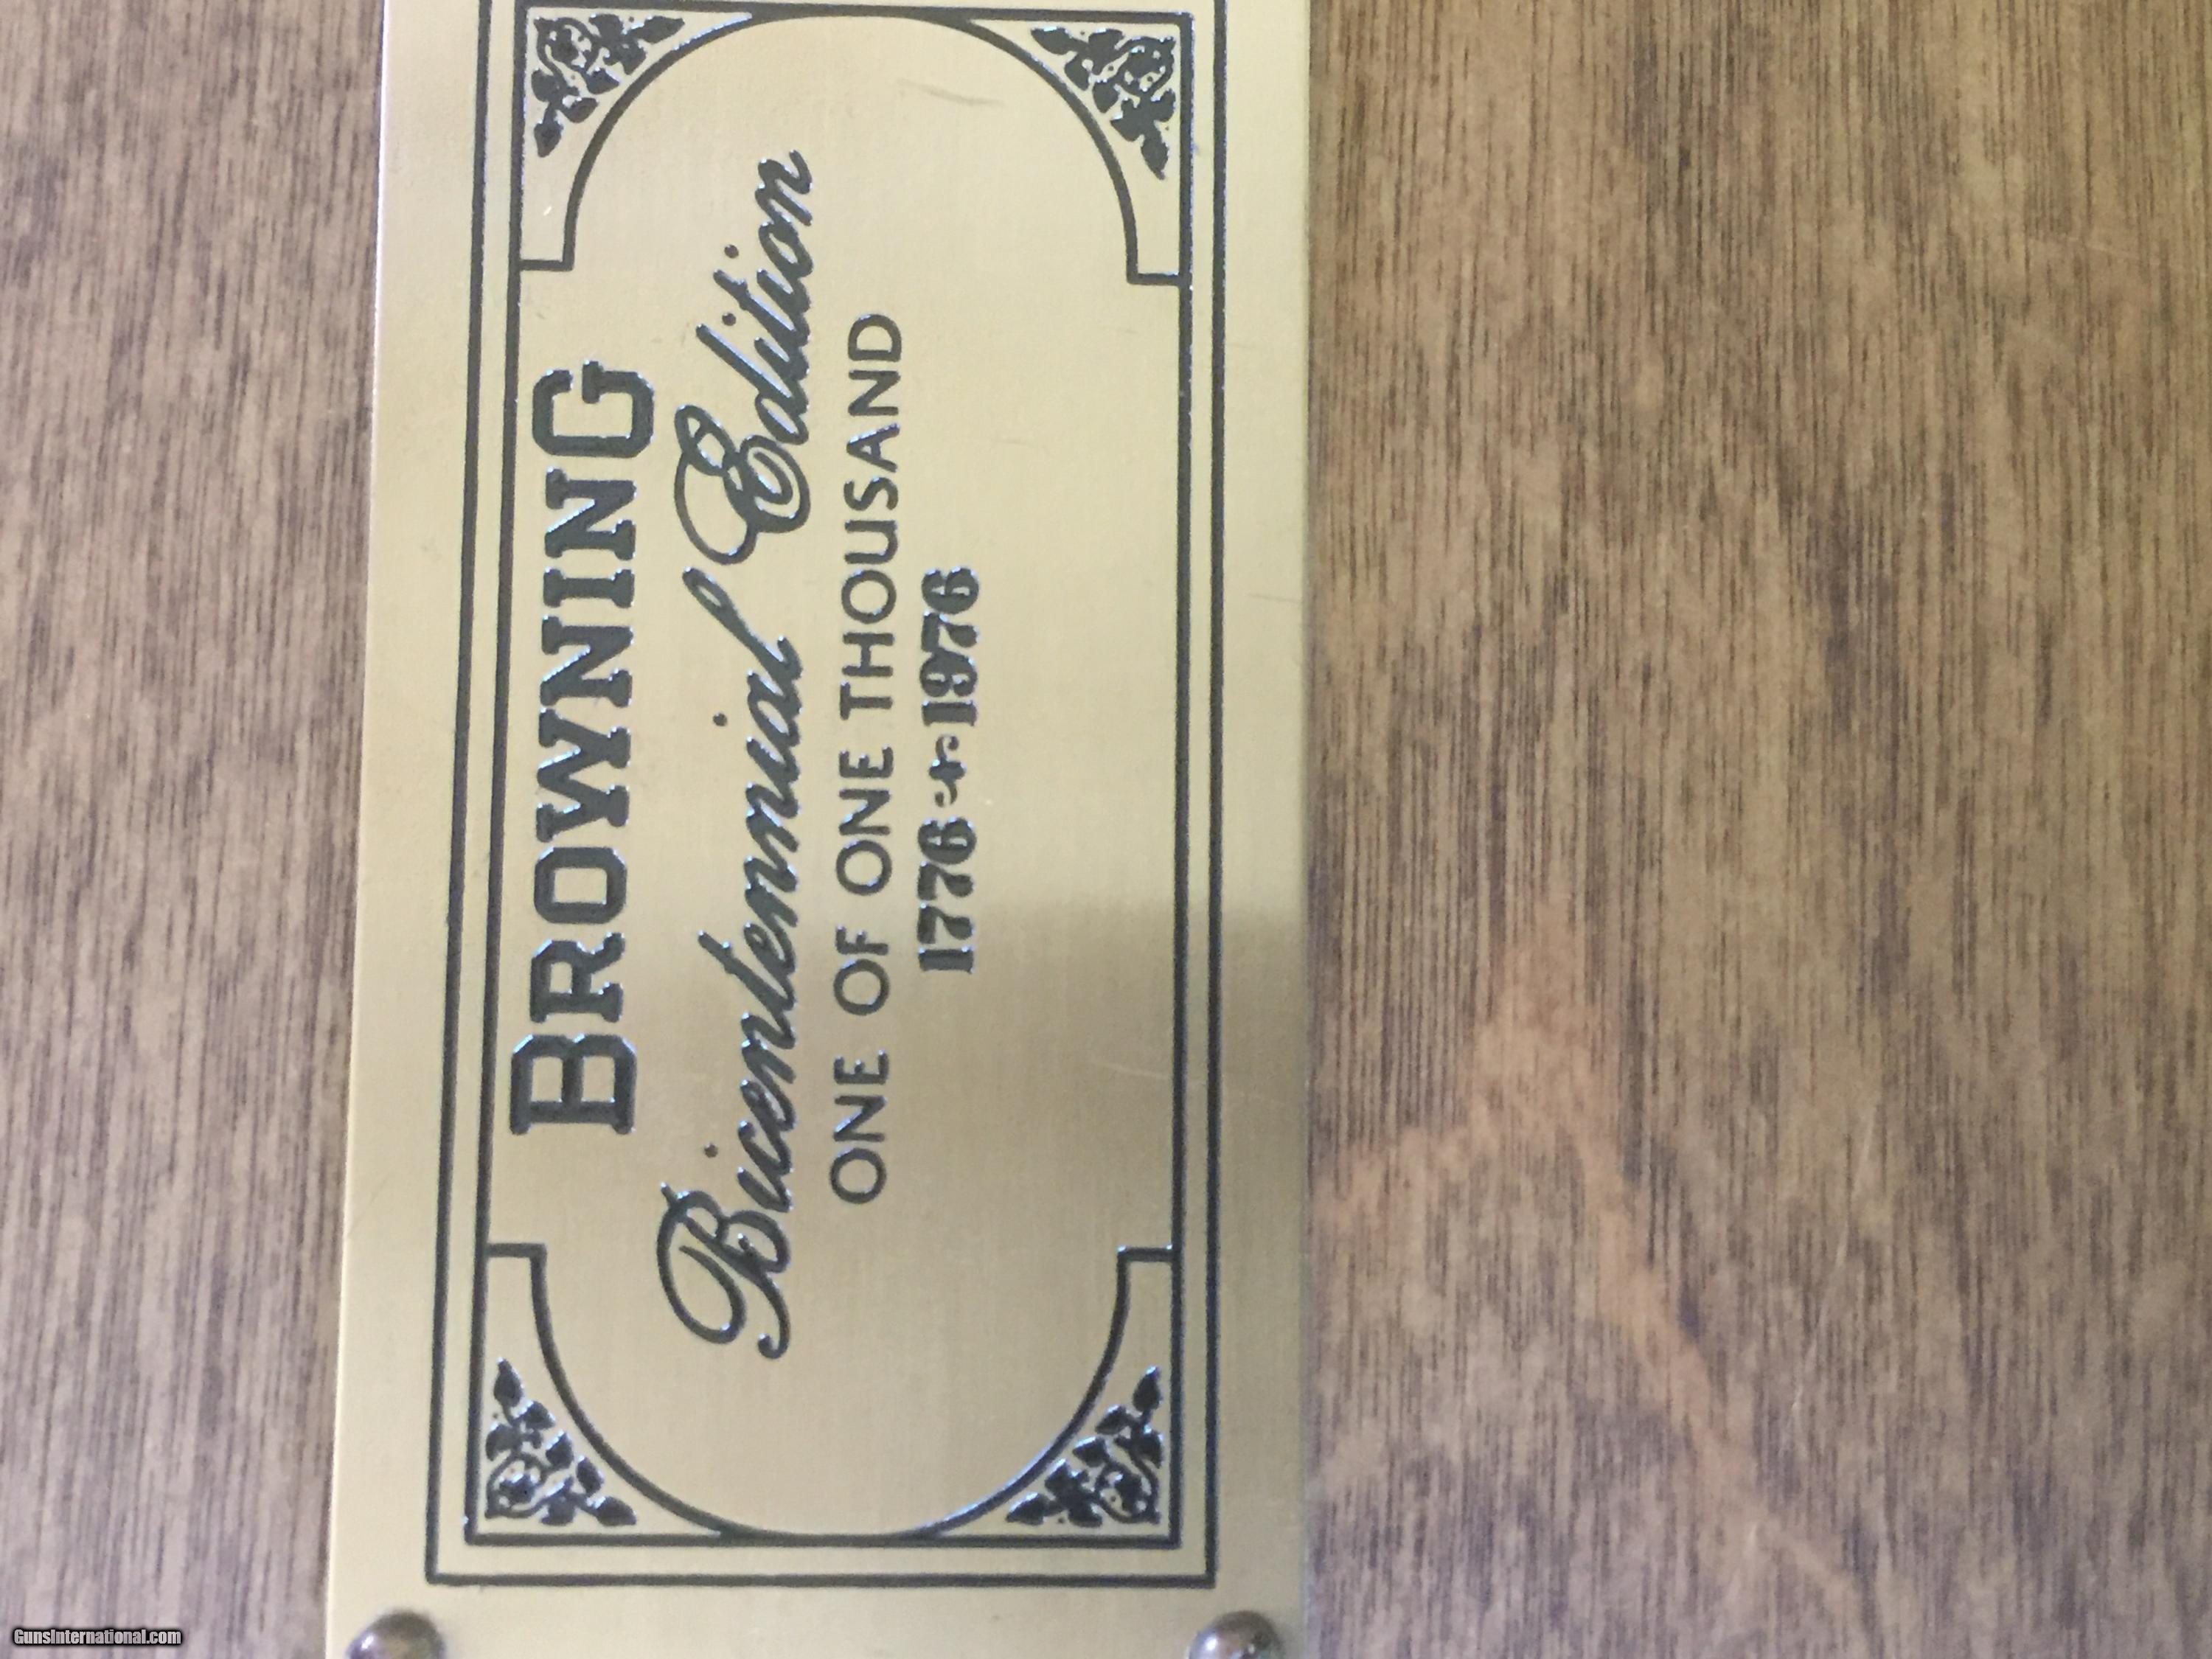 BROWNING
Bicentennial Edition
ONE OF ONE THOUSAND
1776 ~ 1976
GunsInternational.com